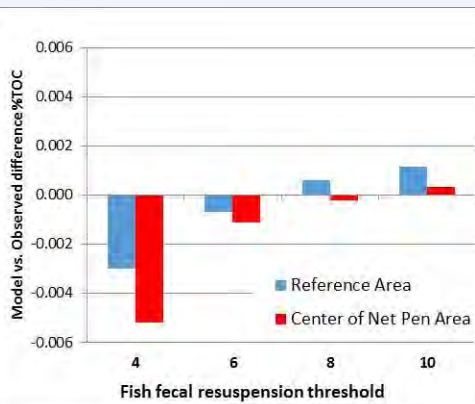 Model vs. Observed difference%TOC
0.006
0.004
0.002
0.000
-0.002
-0.004
-0.006
Reference Area
Center of Net Pen Area
4 6 8 10
Fish fecal resuspension threshold